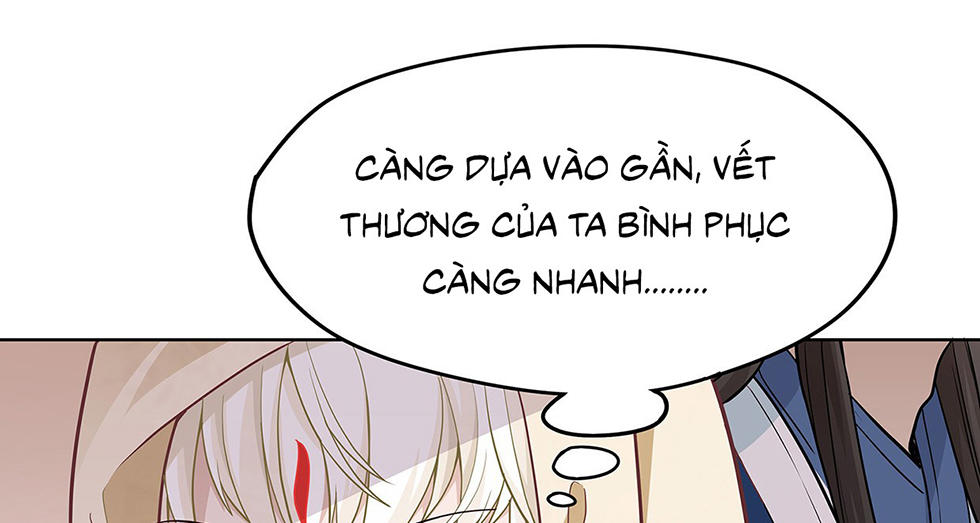 CÀNG DỰA VÀO GẦN, VẾT
THƯƠNG CỦA TA BÌNH PHỤC
CÀNG NHANH........